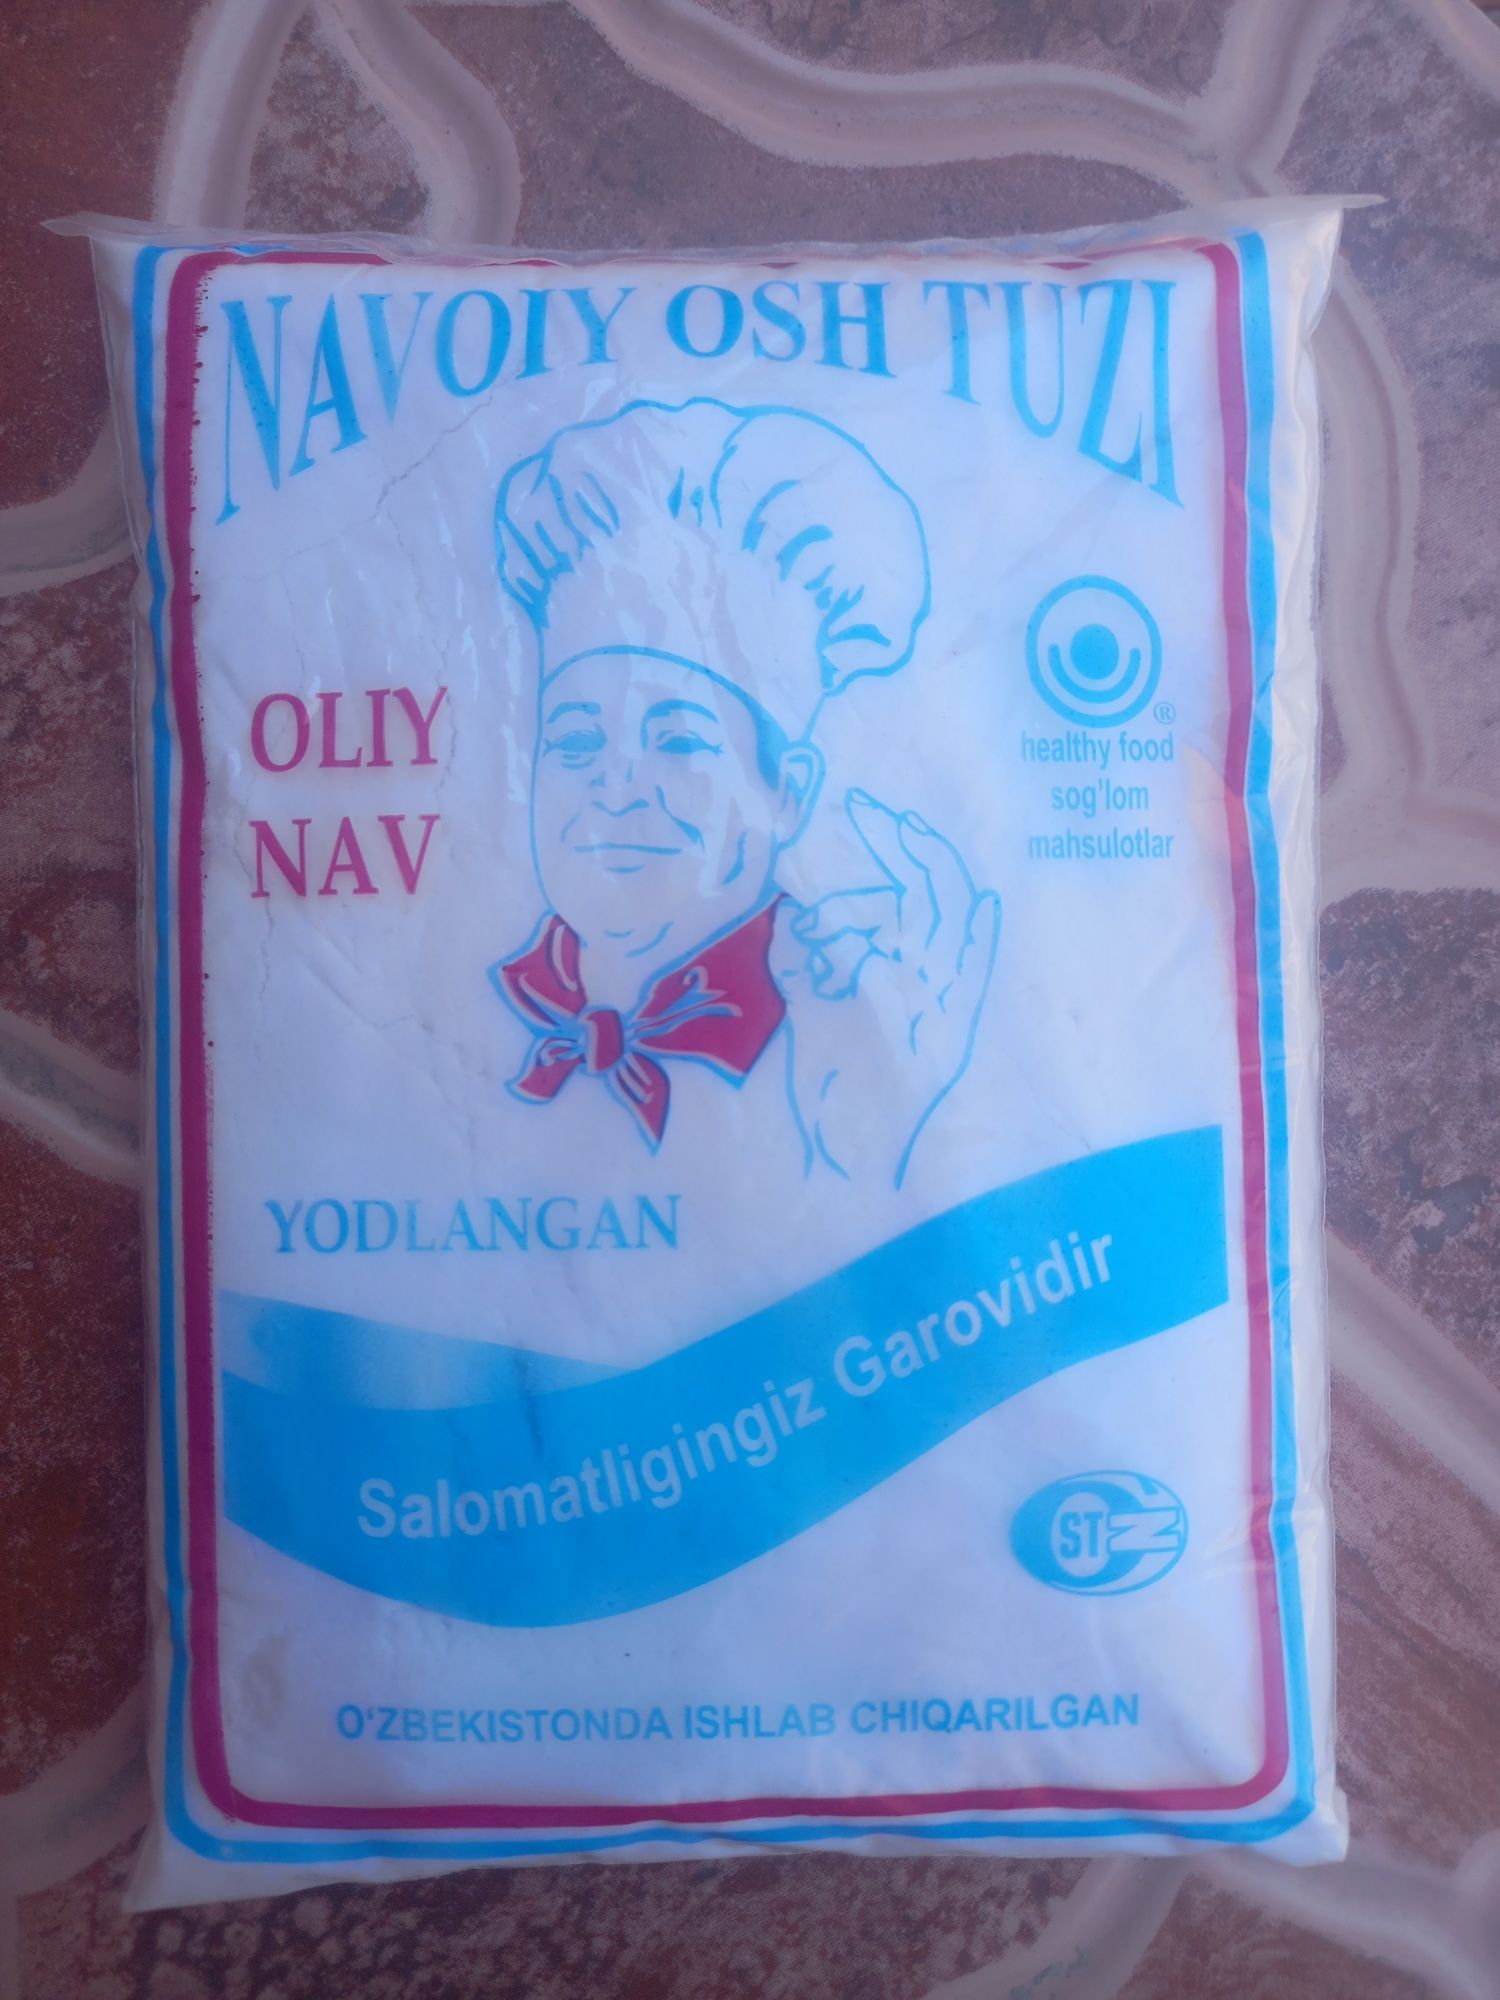 NAVOIY OSH TUZI
OLIY
NAV
®
healthy food
sog'lom
mahsulotlar
YODLANGAN
Salomatligingiz Garovidir
ST
O‘ZBEKISTONDA ISHLAB CHIQARILGAN